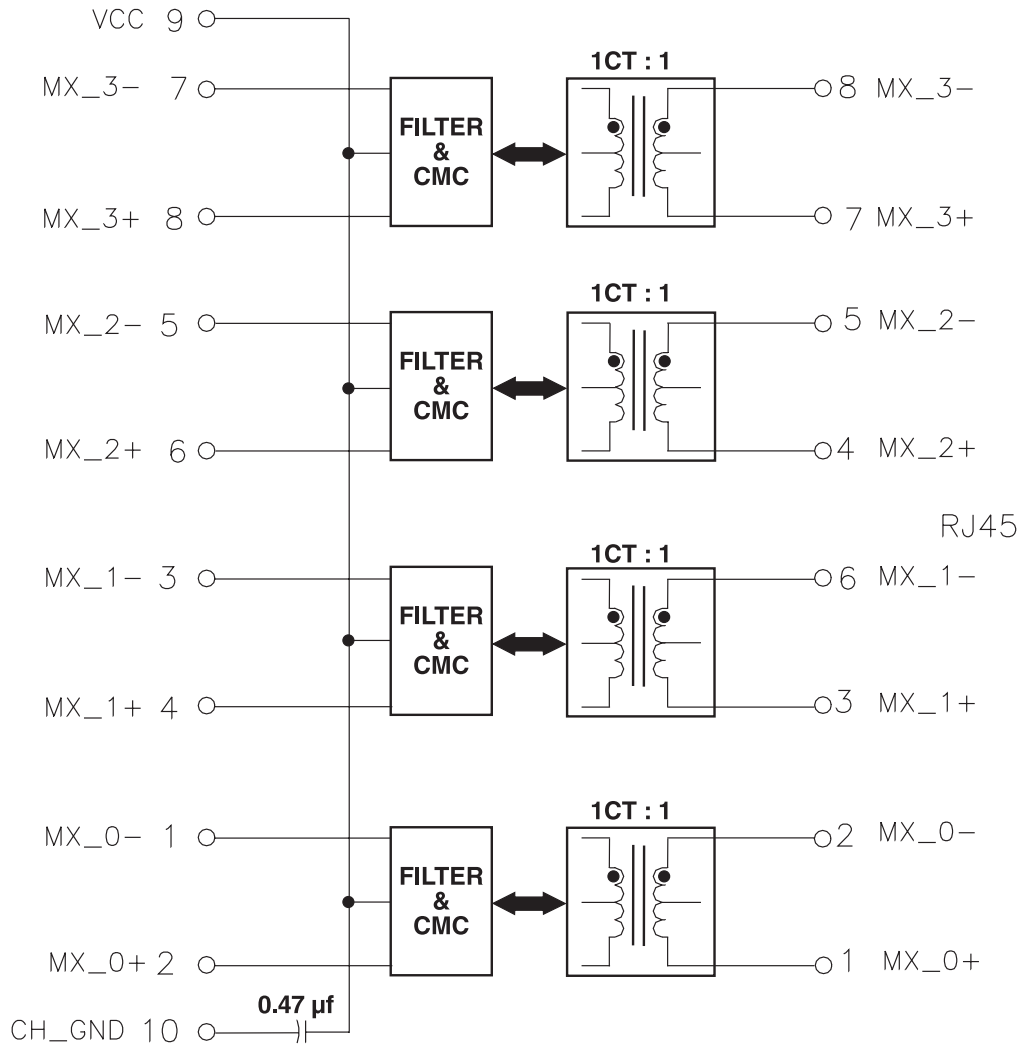 VCC 9
1CT : 1
MX_3- 7
FILTER
&
CMC
8 MX_3-
MX_3+ 8
7 MX_3+
1CT : 1
MX_2- 5
FILTER
&
CMC
5 MX_2-
MX_2+ 6
4 MX_2+
RJ45
1CT : 1
MX_1- 3
FILTER
&
CMC
6 MX_1-
MX_1+ 4
3 MX_1+
1CT : 1
MX_0- 1
FILTER
&
CMC
2 MX_0-
MX_0+ 2
1 MX_0+
0.47 µf
CH_GND 10